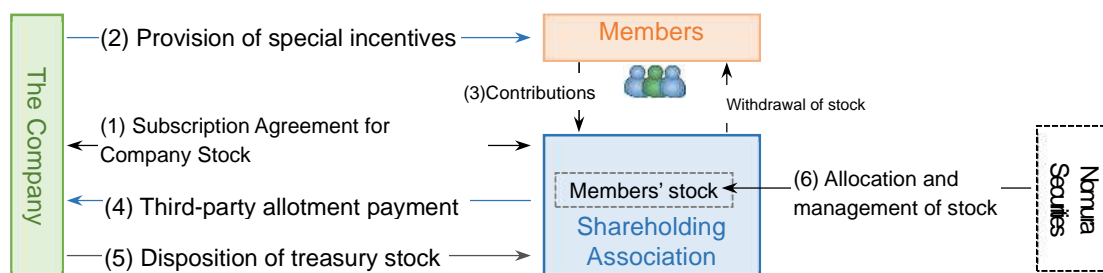 The Company
(2) Provision of special incentives
Members
(3)Contributions
Withdrawal of stock
(1) Subscription Agreement for
Company Stock
Members' stock
(6) Allocation and
management of stock
Nomura
Securities
(4) Third-party allotment payment
Shareholding
Association
(5) Disposition of treasury stock